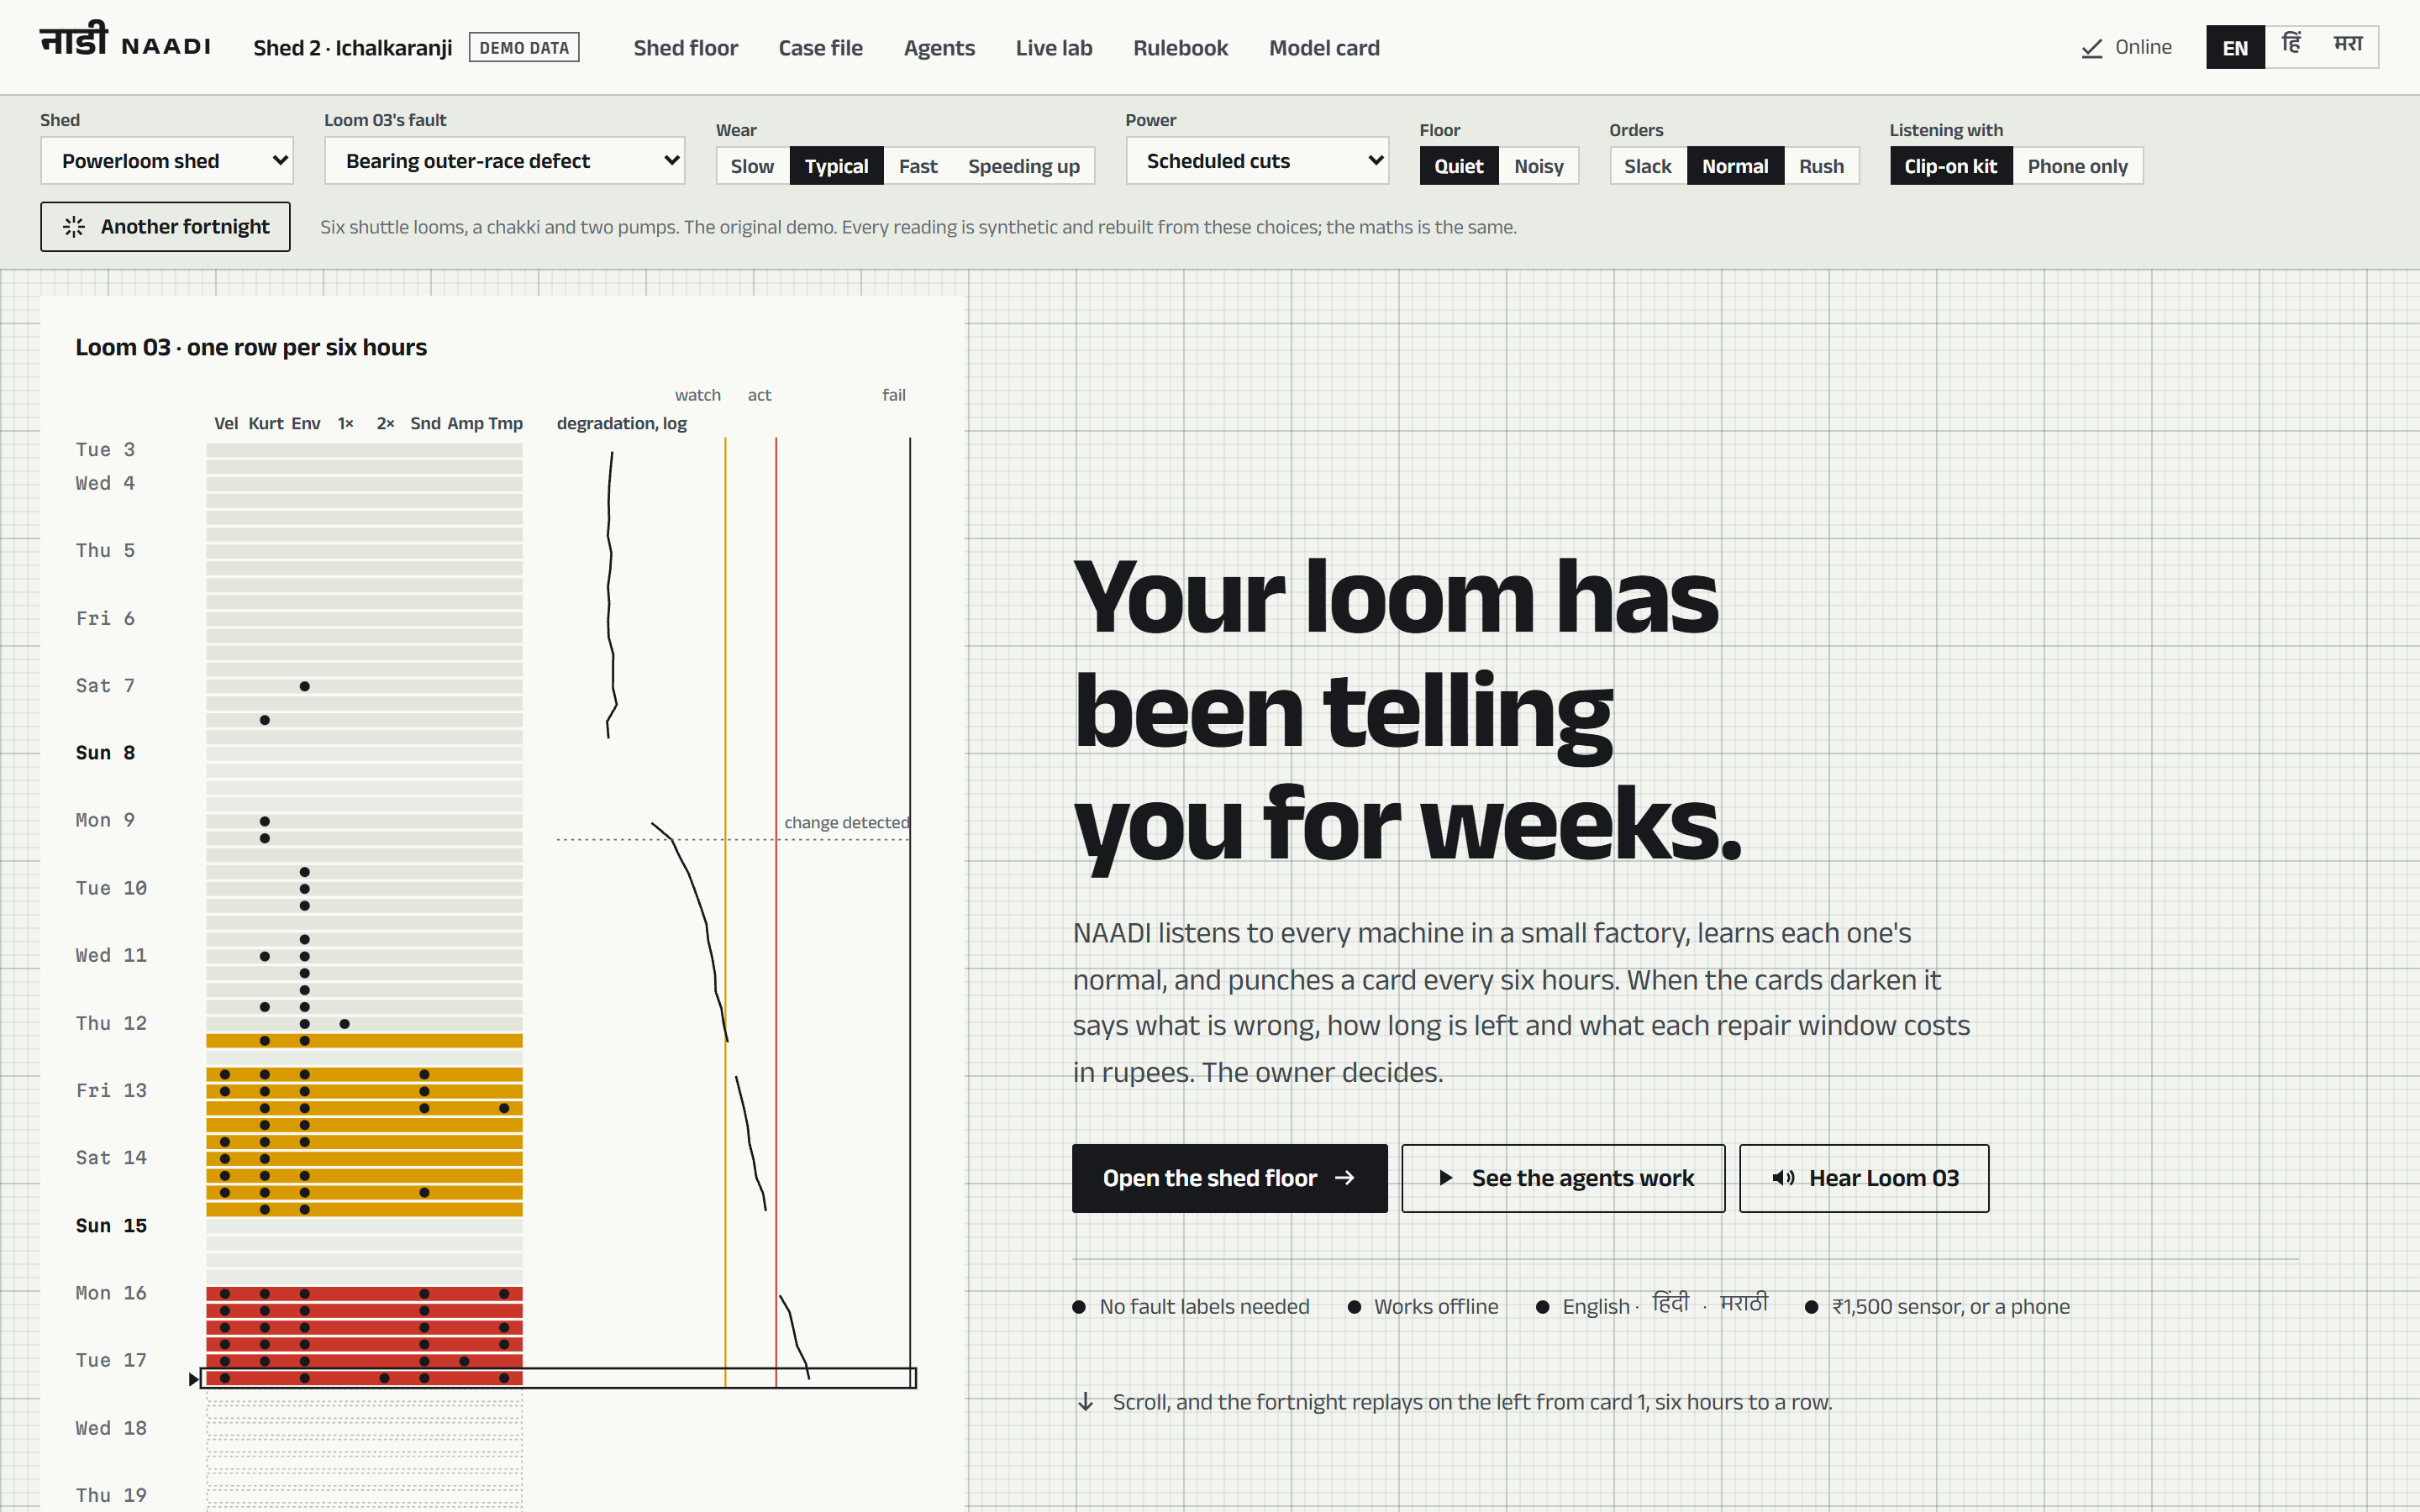 नाडी NAADI
Shed 2 · Ichalkaranji
DEMO DATA
Shed floor
Case file
Agents
Live lab
Rulebook
Model card
Online
EN
हिं
मरा
Shed
Powerloom shed
Loom 03's fault
Bearing outer-race defect
Wear
Slow
Typical
Fast
Speeding up
Power
Scheduled cuts
Floor
Quiet
Noisy
Orders
Slack
Normal
Rush
Listening with
Clip-on kit
Phone only
Another fortnight
Six shuttle looms, a chakki and two pumps. The original demo. Every reading is synthetic and rebuilt from these choices; the maths is the same.
Loom 03 · one row per six hours
watch
act
fail
Vel Kurt Env 1× 2× Snd Amp Tmp
degradation, log
Tue 3
Wed 4
Thu 5
Fri 6
Sat 7
Sun 8
Mon 9
change detected
Tue 10
Wed 11
Thu 12
Fri 13
Sat 14
Sun 15
Mon 16
Tue 17
Wed 18
Thu 19
Your loom has
been telling
you for weeks.
NAADI listens to every machine in a small factory, learns each one's
normal, and punches a card every six hours. When the cards darken it
says what is wrong, how long is left and what each repair window costs
in rupees. The owner decides.
Open the shed floor →
See the agents work
Hear Loom 03
No fault labels needed
Works offline
English · हिंदी · मराठी
₹1,500 sensor, or a phone
↓ Scroll, and the fortnight replays on the left from card 1, six hours to a row.